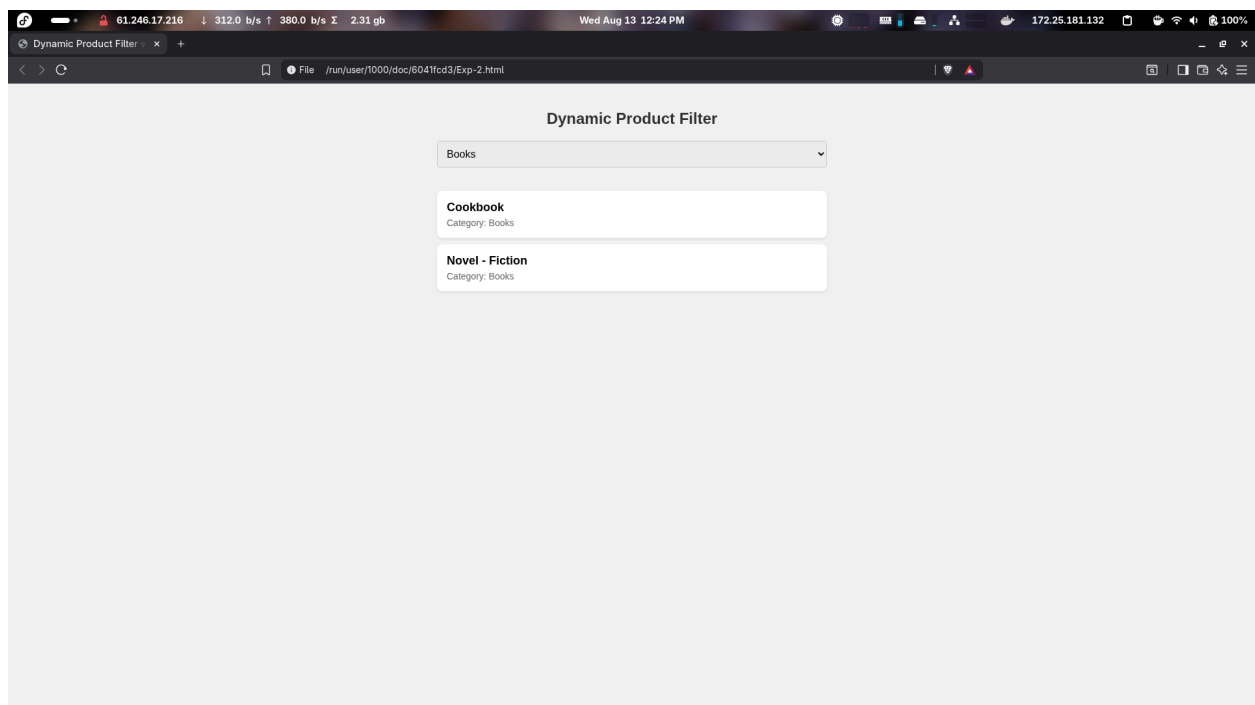 61.246.17.216 ↓ 312.0 b/s ↑ 380.0 b/s Σ 2.31 gb Wed Aug 13 12:24 PM 172.25.181.132 100%
Dynamic Product Filter × +
File /run/user/1000/doc/6041fcd3/Exp-2.html
Dynamic Product Filter
Books
Cookbook
Category: Books
Novel - Fiction
Category: Books